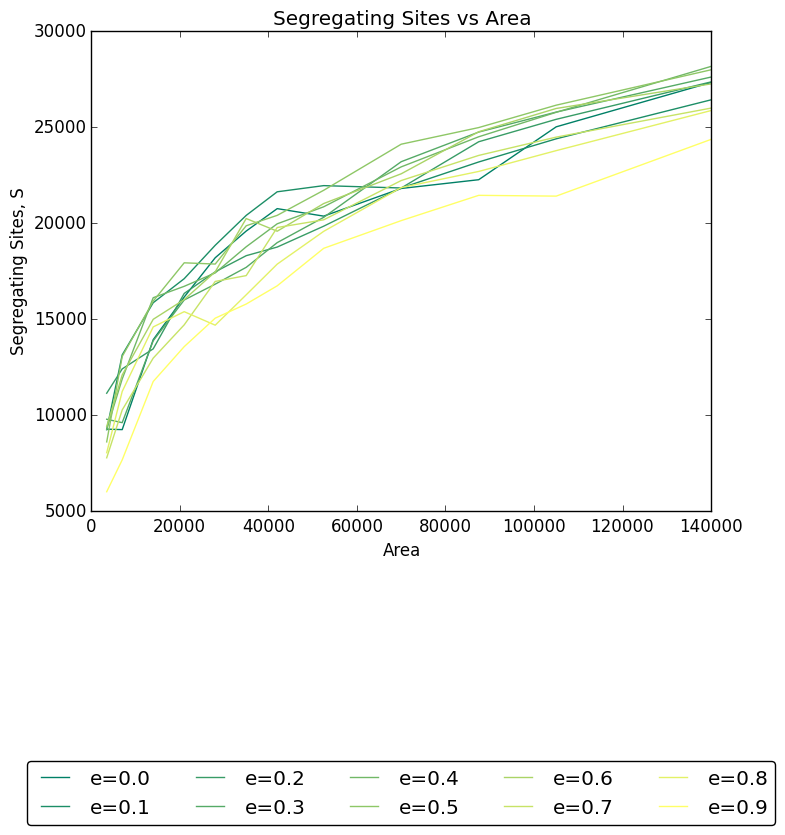 Segregating Sites vs Area
30000
25000
20000
15000
10000
5000
Segregating Sites, S
0 20000 40000 60000 80000 100000 120000 140000
Area
e=0.0 e=0.2 e=0.4 e=0.6 e=0.8
e=0.1 e=0.3 e=0.5 e=0.7 e=0.9